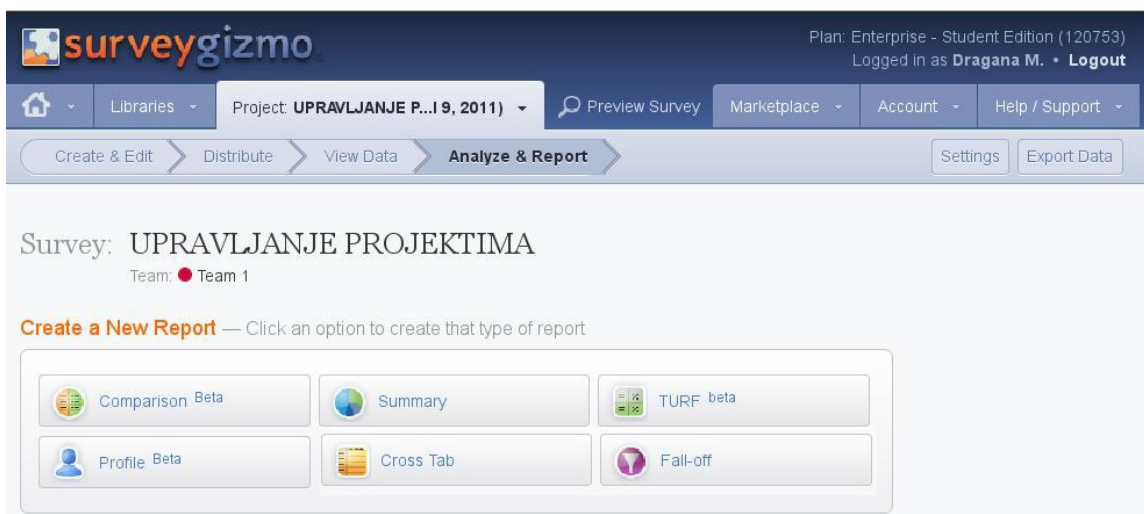 surveygizmo
Plan: Enterprise - Student Edition (120753)
Logged in as Dragana M. • Logout
Libraries
Project: UPRAVLJANJE P...I 9, 2011)
Preview Survey
Marketplace
Account
Help / Support
Create & Edit
Distribute
View Data
Analyze & Report
Settings
Export Data
Survey: UPRAVLJANJE PROJEKTIMA
Team: Team 1
Create a New Report — Click an option to create that type of report
Comparison Beta
Summary
TURF beta
Profile Beta
Cross Tab
Fall-off